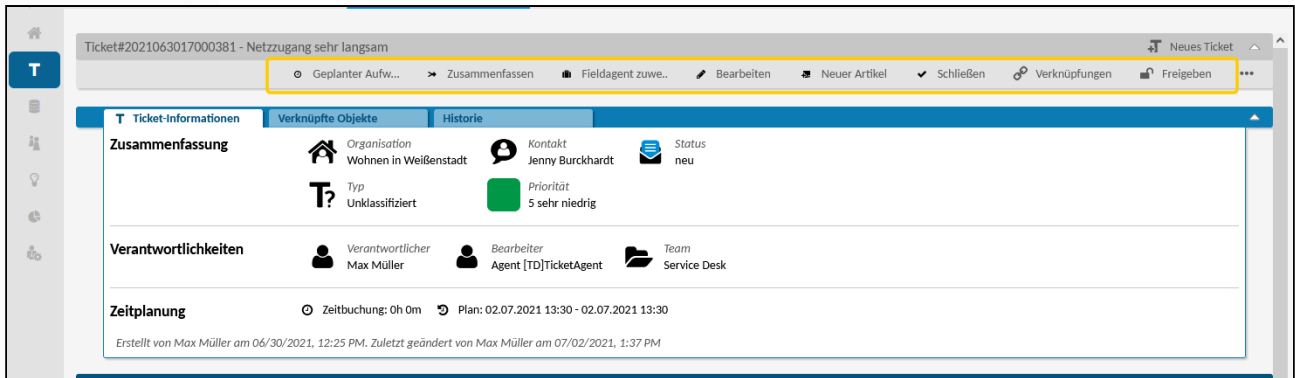 Ticket#2021063017000381 - Netzzugang sehr langsam
Neues Ticket
Geplanter Aufw... Zusammenfassen Fieldagent zuwe.. Bearbeiten Neuer Artikel Schließen Verknüpfungen Freigeben
T
T Ticket-Informationen Verknüpfte Objekte Historie
Zusammenfassung
Organisation Kontakt Status
Wohnen in Weißenstadt Jenny Burckhardt neu
Typ Priorität
Unklassifiziert 5 sehr niedrig
Verantwortlichkeiten
Verantwortlicher Bearbeiter Team
Max Müller Agent [TD]TicketAgent Service Desk
Zeitplanung Zeitbuchung: 0h 0m Plan: 02.07.2021 13:30 - 02.07.2021 13:30
Erstellt von Max Müller am 06/30/2021, 12:25 PM. Zuletzt geändert von Max Müller am 07/02/2021, 1:37 PM